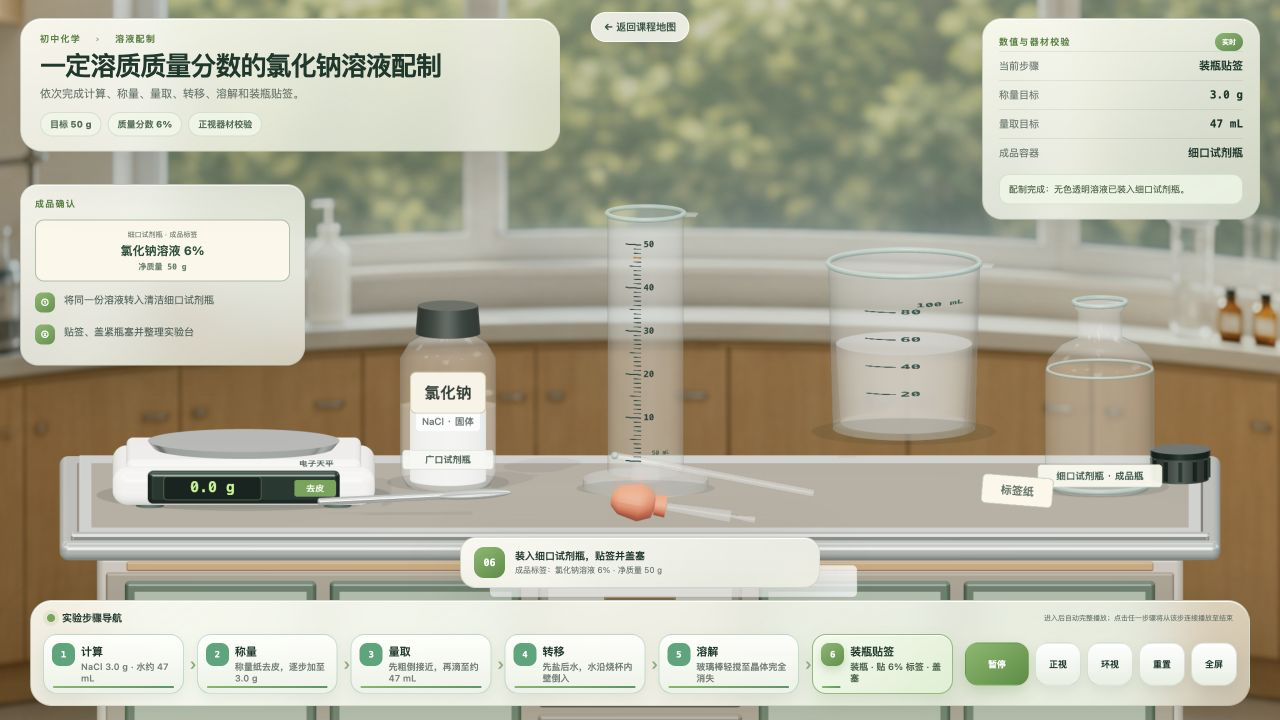 初中化学 › 溶液配制
一定溶质质量分数的氯化钠溶液配制
依次完成计算、称量、量取、转移、溶解和装瓶贴签。
目标 50 g
质量分数 6%
正视器材校验
← 返回课程地图
数值与器材校验
实时
当前步骤 装瓶贴签
称量目标 3.0 g
量取目标 47 mL
成品容器 细口试剂瓶
配制完成：无色透明溶液已装入细口试剂瓶。
成品确认
细口试剂瓶 · 成品标签
氯化钠溶液 6%
净质量 50 g
将同一份溶液转入清洁细口试剂瓶
贴签、盖紧瓶塞并整理实验台
50
40
30
20
10
50 mL
100 mL
80
60
40
20
氯化钠
NaCl · 固体
广口试剂瓶
电子天平
0.0 g
去皮
标签纸
细口试剂瓶 · 成品瓶
06
装入细口试剂瓶，贴签并盖塞
成品标签：氯化钠溶液 6% · 净质量 50 g
实验步骤导航
进入后自动完整播放；点击任一步骤将从该步连接播放至结束
1
计算
NaCl 3.0 g · 水约 47
mL
›
2
称量
称量纸去皮，逐步加至
3.0 g
›
3
量取
先粗倒接近，再滴至约
47 mL
›
4
转移
先盐后水，水沿烧杯内
壁倒入
›
5
溶解
玻璃棒轻搅至晶体完全
消失
›
6
装瓶贴签
装瓶 · 贴 6% 标签 · 盖
塞
暂停
正视
环视
重置
全屏